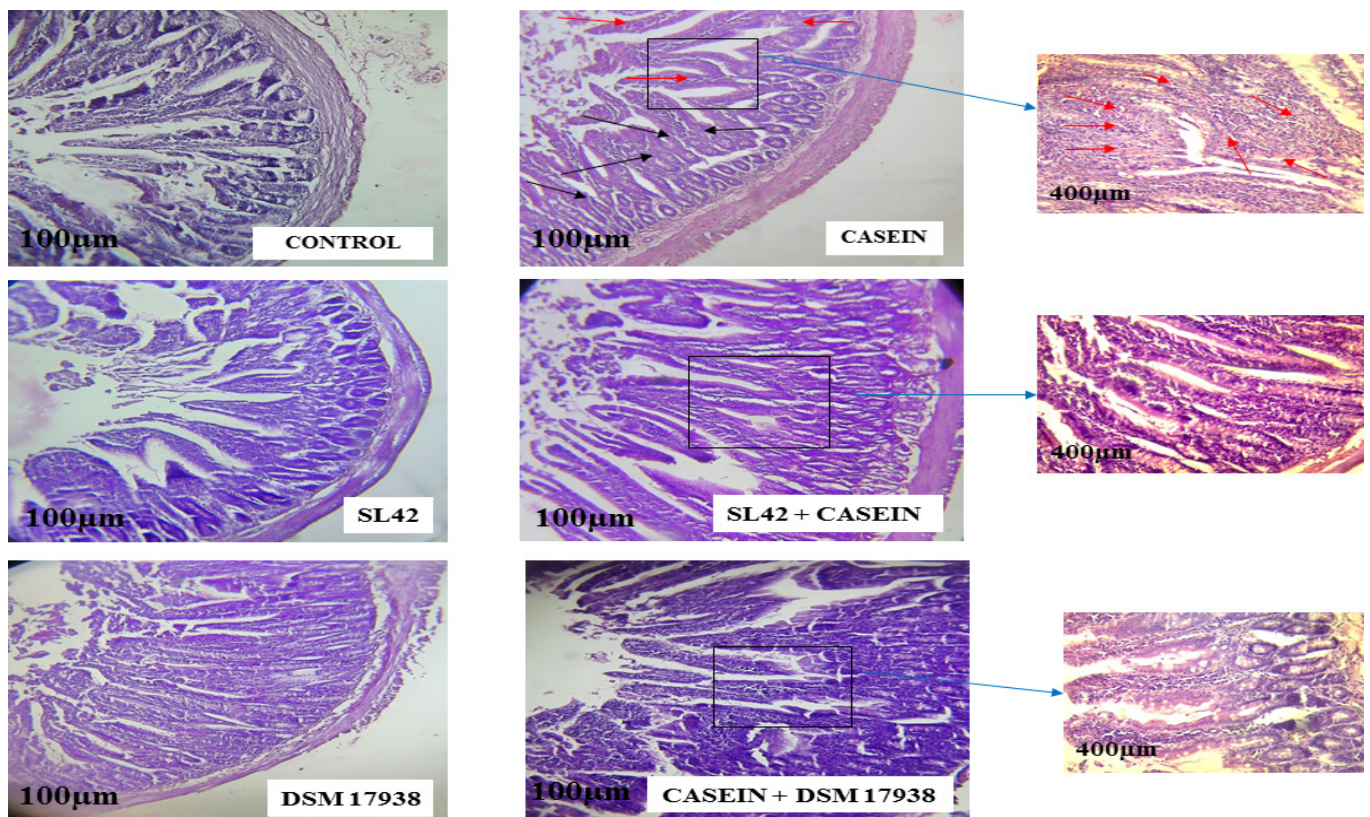 100µm
CONTROL
100µm
CASEIN
400µm
100µm
SL42
100µm
SL42 + CASEIN
400µm
100µm
DSM 17938
100µm
CASEIN + DSM 17938
400µm